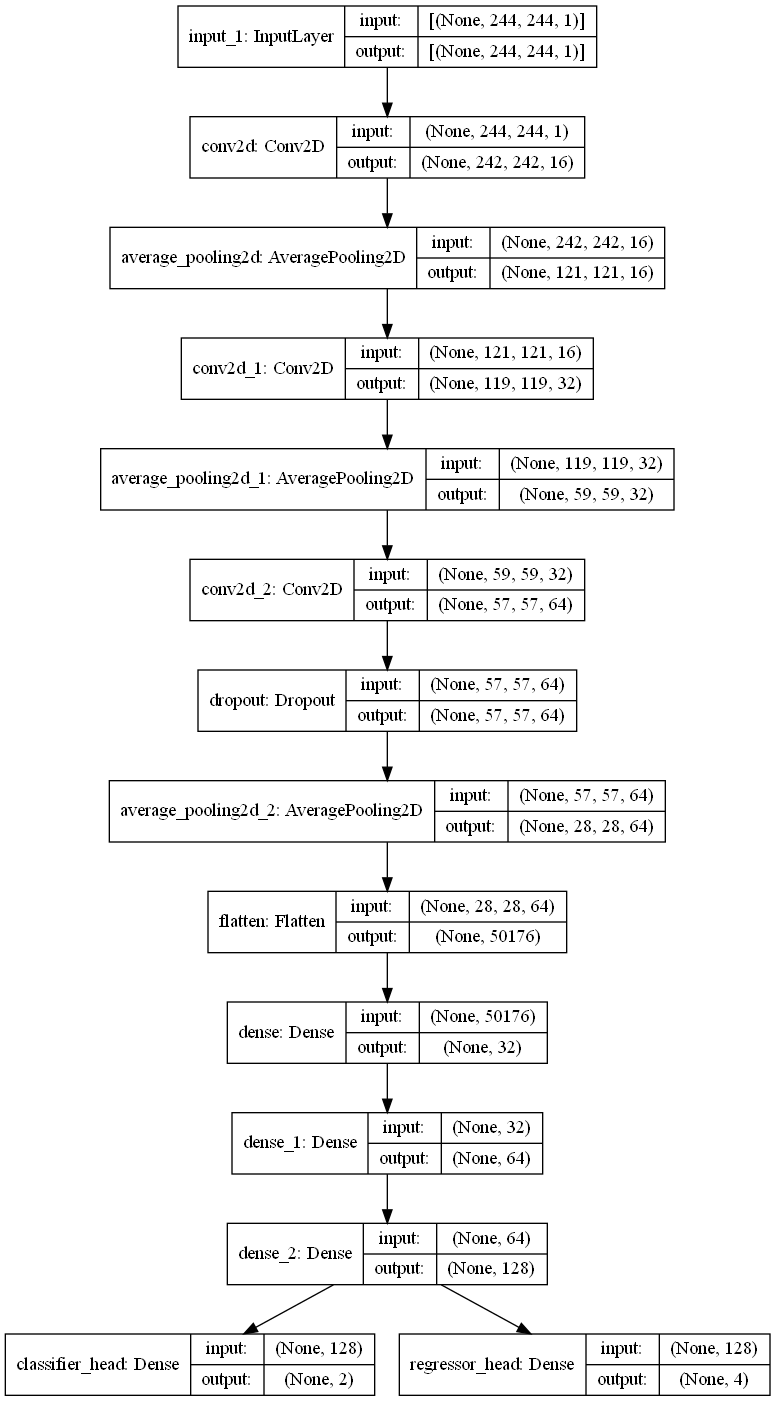 input_1: InputLayer
input: [(None, 244, 244, 1)]
output: [(None, 244, 244, 1)]
conv2d: Conv2D
input: (None, 244, 244, 1)
output: (None, 242, 242, 16)
average_pooling2d: AveragePooling2D
input: (None, 242, 242, 16)
output: (None, 121, 121, 16)
conv2d_1: Conv2D
input: (None, 121, 121, 16)
output: (None, 119, 119, 32)
average_pooling2d_1: AveragePooling2D
input: (None, 119, 119, 32)
output: (None, 59, 59, 32)
conv2d_2: Conv2D
input: (None, 59, 59, 32)
output: (None, 57, 57, 64)
dropout: Dropout
input: (None, 57, 57, 64)
output: (None, 57, 57, 64)
average_pooling2d_2: AveragePooling2D
input: (None, 57, 57, 64)
output: (None, 28, 28, 64)
flatten: Flatten
input: (None, 28, 28, 64)
output: (None, 50176)
dense: Dense
input: (None, 50176)
output: (None, 32)
dense_1: Dense
input: (None, 32)
output: (None, 64)
dense_2: Dense
input: (None, 64)
output: (None, 128)
classifier_head: Dense
input: (None, 128)
output: (None, 2)
regressor_head: Dense
input: (None, 128)
output: (None, 4)